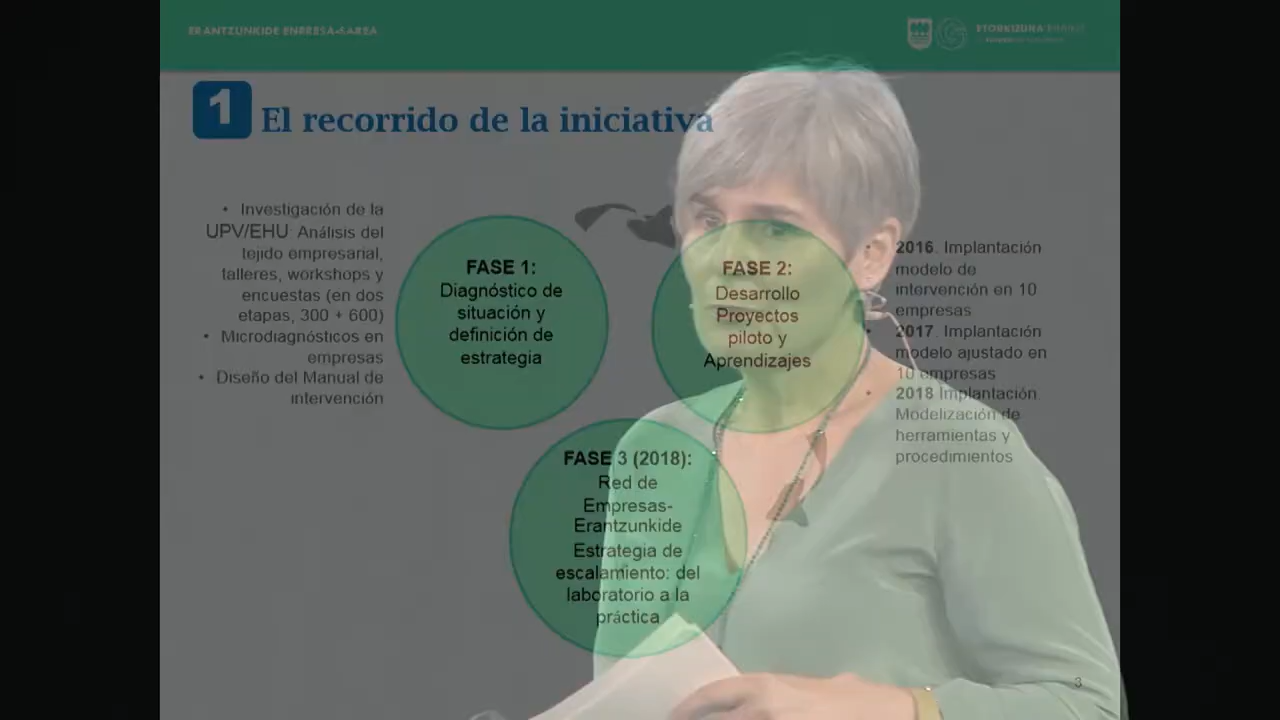 ERANTZUNKIDE ENPRESA-SAREA
ETORKIZUNA
1
El recorrido de la iniciativa
• Investigación de la
UPV/EHU: Análisis del
tejido empresarial,
talleres, workshops y
encuestas (en dos
etapas, 300 + 600)
• Microdiagnósticos en
empresas
• Diseño del Manual de
intervención
FASE 1:
Diagnóstico de
situación y
definición de
estrategia
FASE 2:
Desarrollo
Proyectos
piloto y
Aprendizajes
• 2016. Implantación
modelo de
intervención en 10
empresas
• 2017. Implantación
modelo ajustado en
10 empresas
• 2018 Implantación
Modelización de
herramientas y
procedimientos
FASE 3 (2018):
Red de
Empresas-
Erantzunkide
Estrategia de
escalamiento: del
laboratorio a la
práctica
3